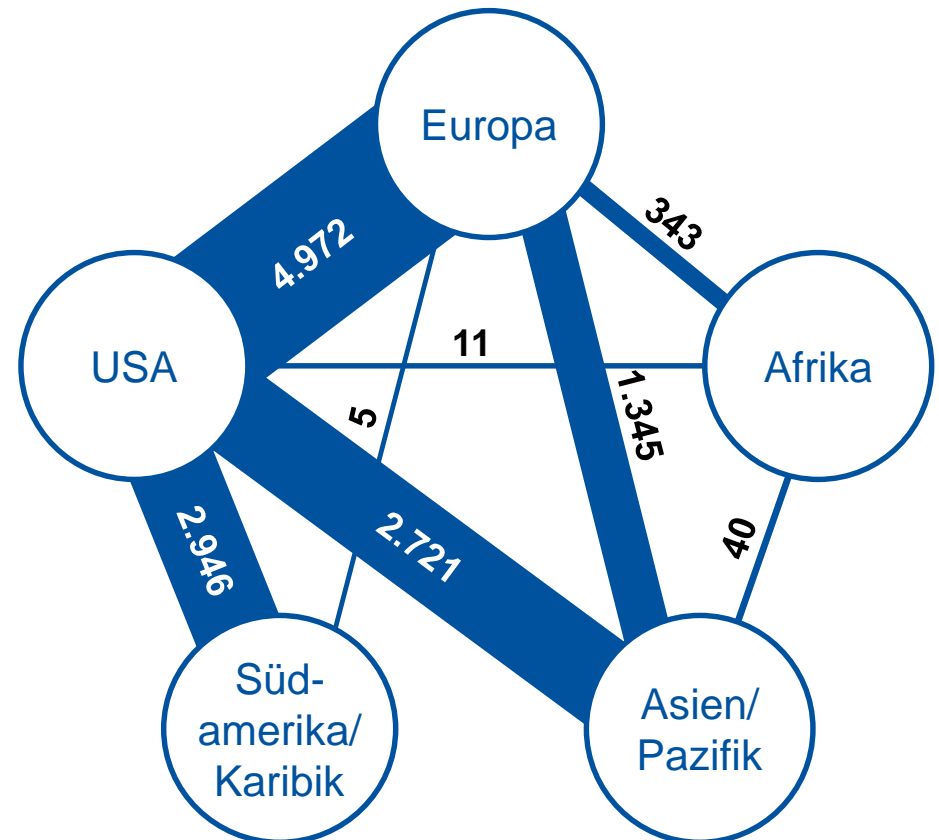 Europa
343
4.972
11
USA
Afrika
1.345
5
2.721
40
2.946
Süd-
amerika/
Karibik
Asien/
Pazifik